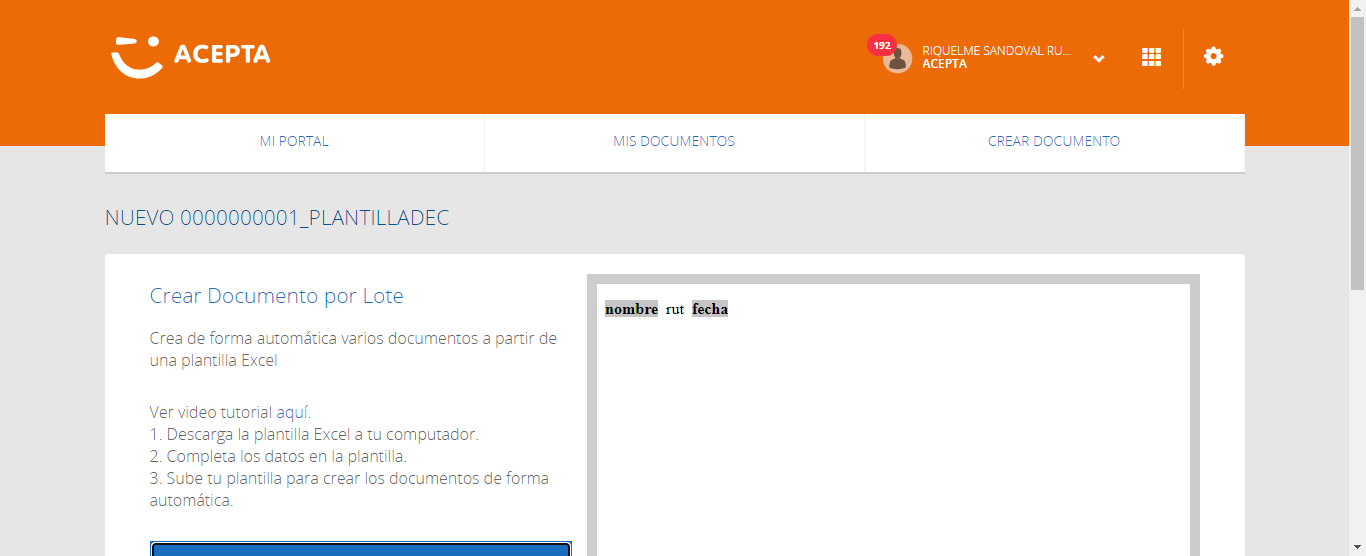 ACEPTA
192
RIQUELME SANDOVAL RU...
ACEPTA
MI PORTAL
MIS DOCUMENTOS
CREAR DOCUMENTO
NUEVO 0000000001_PLANTILLADEC
Crear Documento por Lote
Crea de forma automática varios documentos a partir de
una plantilla Excel
Ver video tutorial aquí.
1. Descarga la plantilla Excel a tu computador.
2. Completa los datos en la plantilla.
3. Sube tu plantilla para crear los documentos de forma
automática.
nombre rut fecha